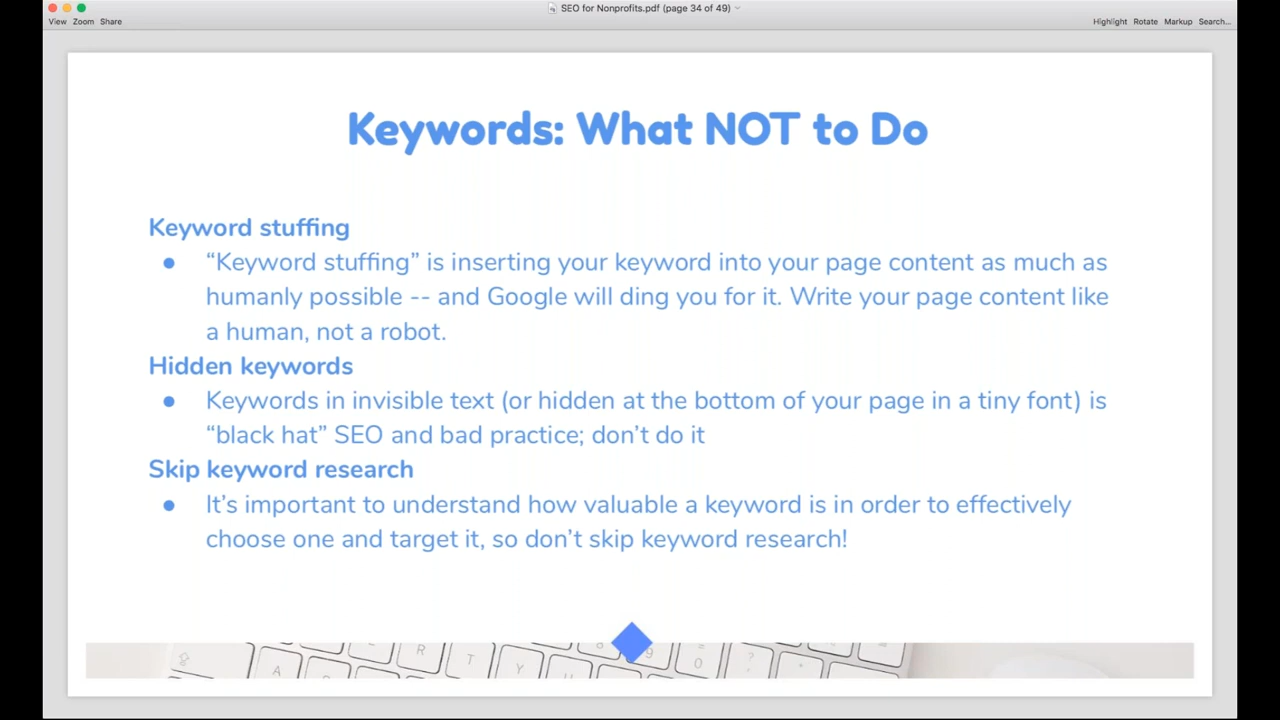 SEO for Nonprofits.pdf (page 34 of 49)
View Zoom Share
Highlight Rotate Markup Search...
Keywords: What NOT to Do
Keyword stuffing
● “Keyword stuffing” is inserting your keyword into your page content as much as
humanly possible -- and Google will ding you for it. Write your page content like
a human, not a robot.
Hidden keywords
● Keywords in invisible text (or hidden at the bottom of your page in a tiny font) is
“black hat” SEO and bad practice; don’t do it
Skip keyword research
● It’s important to understand how valuable a keyword is in order to effectively
choose one and target it, so don’t skip keyword research!
R T Y 9 0 ?
A